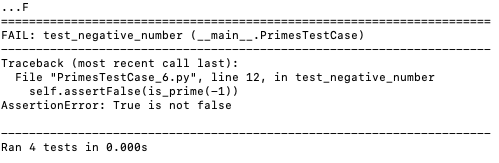 ...F
======================================================================
FAIL: test_negative_number (__main__.PrimesTestCase)
----------------------------------------------------------------------
Traceback (most recent call last):
  File "PrimesTestCase_6.py", line 12, in test_negative_number
    self.assertFalse(is_prime(-1))
AssertionError: True is not false

----------------------------------------------------------------------
Ran 4 tests in 0.000s